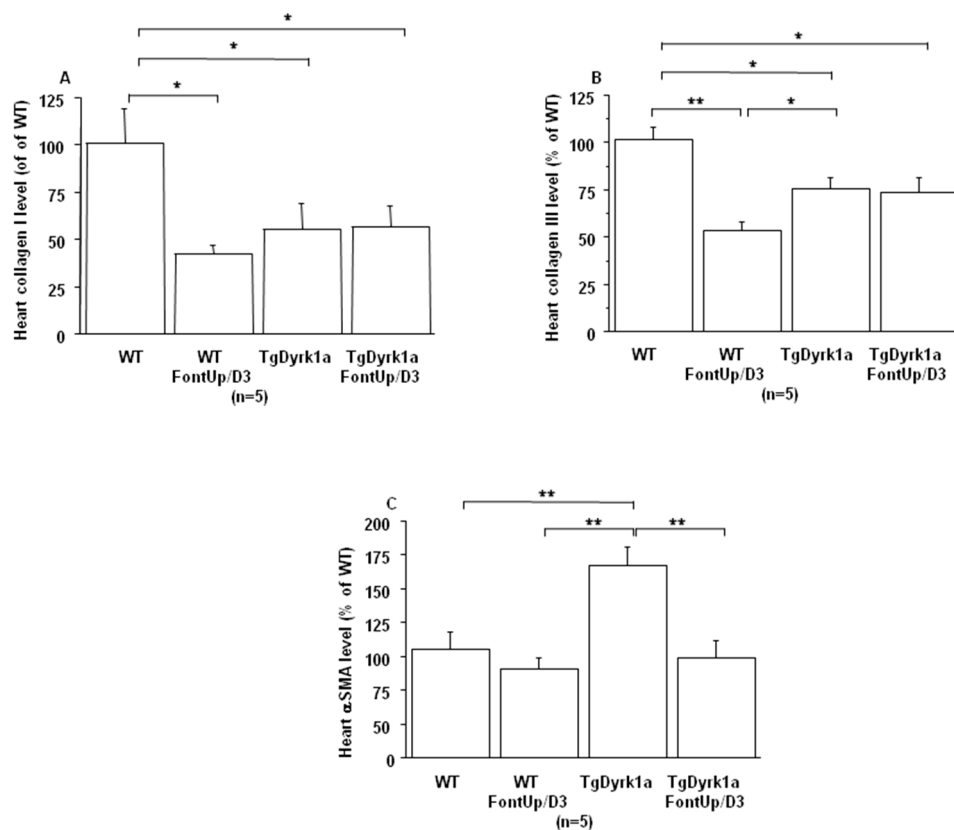 *
*
*
A
Heart collagen I level (of of WT)
125
100
75
50
25
0
WT
WT
FontUp/D3
TgDyrk1a
TgDyrk1a
FontUp/D3
(n=5)
*
*
**
*
B
Heart collagen III level (% of WT)
125
100
75
50
25
0
WT
WT
FontUp/D3
TgDyrk1a
TgDyrk1a
FontUp/D3
(n=5)
**
**
**
C
Heart αSMA level (% of WT)
200
175
150
125
100
75
50
25
0
WT
WT
FontUp/D3
TgDyrk1a
TgDyrk1a
FontUp/D3
(n=5)